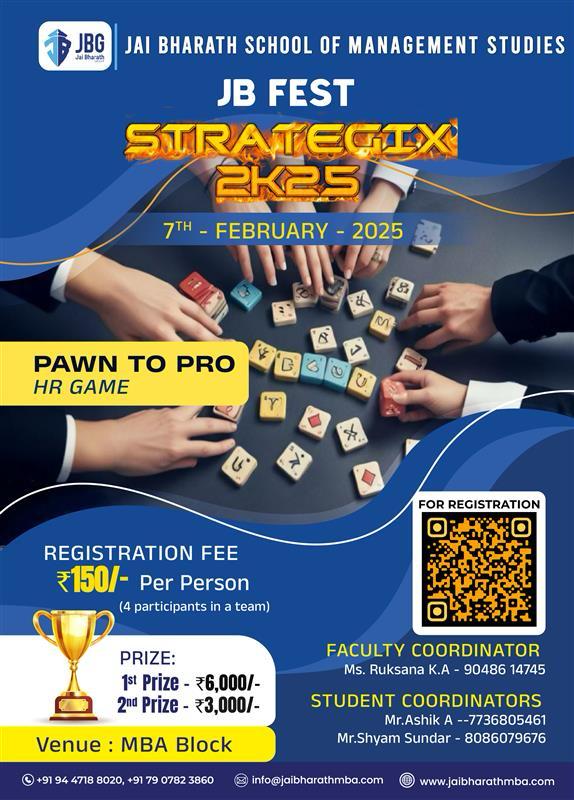 JBG
Jai Bharath
JAI BHARATH SCHOOL OF MANAGEMENT STUDIES
JB FEST
STRATEGIX
2K25
7TH - FEBRUARY - 2025
PAWN TO PRO
HR GAME
FOR REGISTRATION
REGISTRATION FEE
₹150/- Per Person
(4 participants in a team)
PRIZE:
1st Prize - ₹6,000/-
2nd Prize - ₹3,000/-
Venue : MBA Block
FACULTY COORDINATOR
Ms. Ruksana K.A - 90486 14745
STUDENT COORDINATORS
Mr.Ashik A --7736805461
Mr.Shyam Sundar - 8086079676
+91 94 4718 8020, +91 79 0782 3860
info@jaibharathmba.com
www.jaibharathmba.com